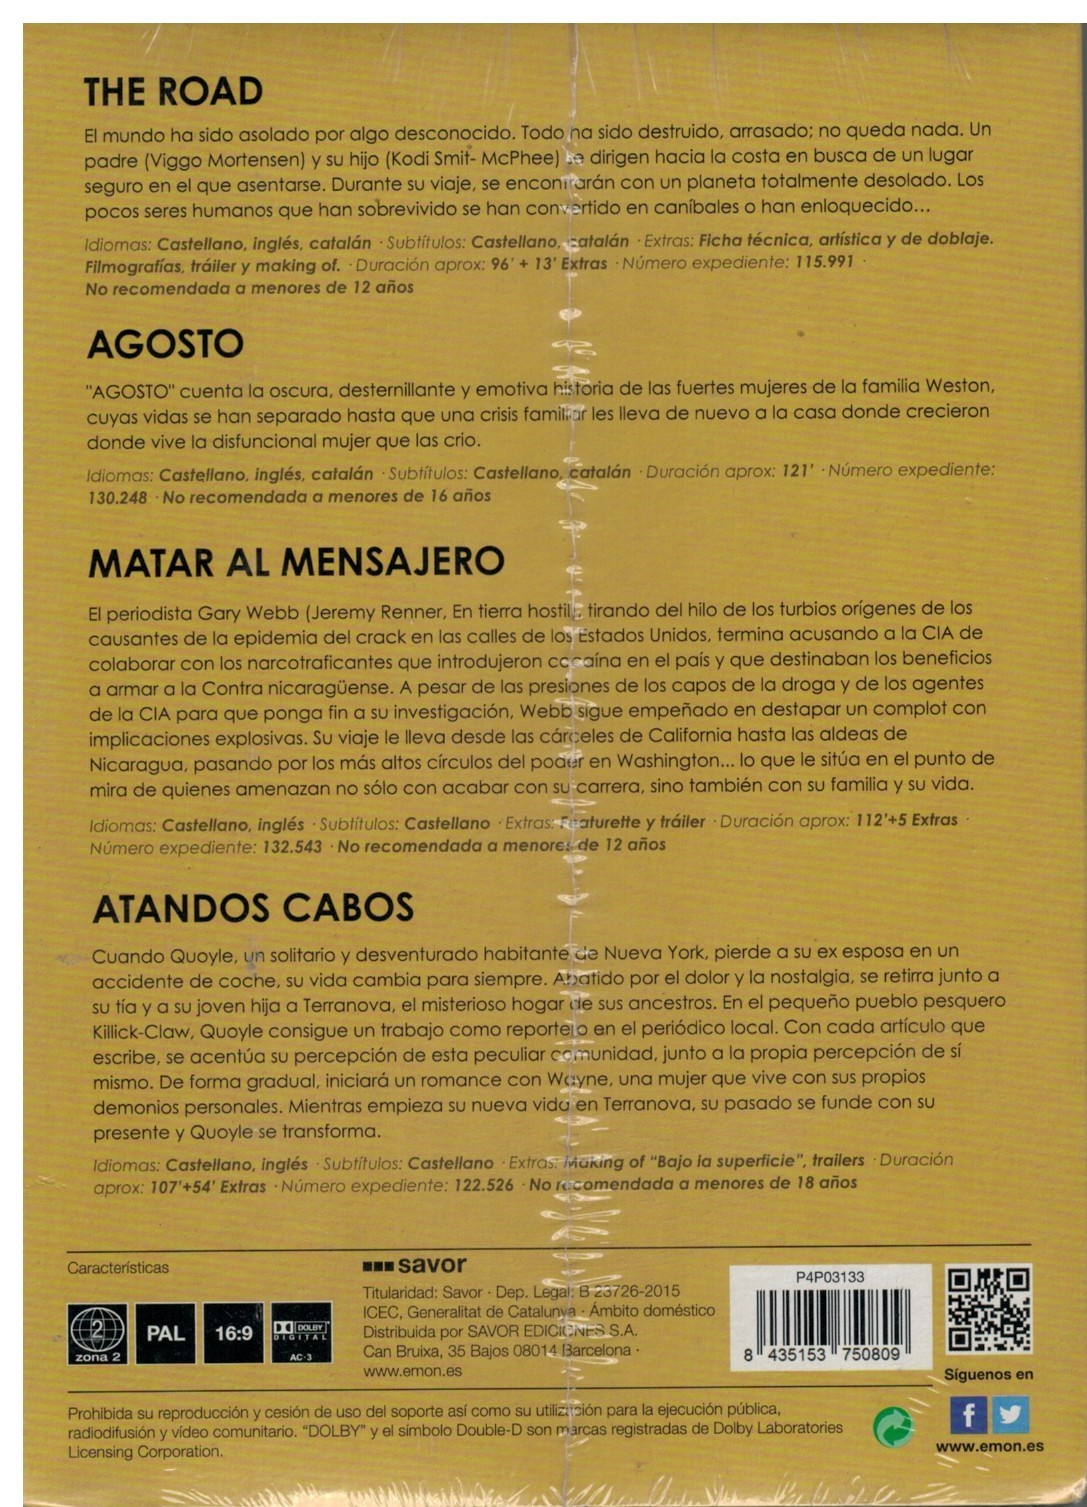 THE ROAD
El mundo ha sido asolado por algo desconocido. Todo ha sido destruido, arrasado; no queda nada. Un
padre (Viggo Mortensen) y su hijo (Kodi Smit- McPhee) se dirigen hacia la costa en busca de un lugar
seguro en el que asentarse. Durante su viaje, se encontrarán con un planeta totalmente desolado. Los
pocos seres humanos que han sobrevivido se han convertido en caníbales o han enloquecido...
Idiomas: Castellano, inglés, catalán · Subtítulos: Castellano, catalán · Extras: Ficha técnica, artística y de doblaje.
Filmografías, tráiler y making of. · Duración aprox: 96' + 13' Extras · Número expediente: 115.991 ·
No recomendada a menores de 12 años
AGOSTO
"AGOSTO" cuenta la oscura, desternillante y emotiva historia de las fuertes mujeres de la familia Weston,
cuyas vidas se han separado hasta que una crisis familiar les lleva de nuevo a la casa donde crecieron
donde vive la disfuncional mujer que las crio.
Idiomas: Castellano, inglés, catalán · Subtítulos: Castellano, catalán · Duración aprox: 121' · Número expediente:
130.248 · No recomendada a menores de 16 años
MATAR AL MENSAJERO
El periodista Gary Webb (Jeremy Renner, En tierra hostil), tirando del hilo de los turbios orígenes de los
causantes de la epidemia del crack en las calles de los Estados Unidos, termina acusando a la CIA de
colaborar con los narcotraficantes que introdujeron cocaína en el país y que destinaban los beneficios
a armar a la Contra nicaragüense. A pesar de las presiones de los capos de la droga y de los agentes
de la CIA para que ponga fin a su investigación, Webb sigue empeñado en destapar un complot con
implicaciones explosivas. Su viaje le lleva desde las cárceles de California hasta las aldeas de
Nicaragua, pasando por los más altos círculos del poder en Washington... lo que le sitúa en el punto de
mira de quienes amenazan no sólo con acabar con su carrera, sino también con su familia y su vida.
Idiomas: Castellano, inglés · Subtítulos: Castellano · Extras: Featurette y tráiler · Duración aprox: 112'+5 Extras ·
Número expediente: 132.543 · No recomendada a menores de 12 años
ATANDOS CABOS
Cuando Quoyle, un solitario y desventurado habitante de Nueva York, pierde a su ex esposa en un
accidente de coche, su vida cambia para siempre. Abatido por el dolor y la nostalgia, se retirra junto a
su tía y a su joven hija a Terranova, el misterioso hogar de sus ancestros. En el pequeño pueblo pesquero
Killick-Claw, Quoyle consigue un trabajo como reportero en el periódico local. Con cada artículo que
escribe, se acentúa su percepción de esta peculiar comunidad, junto a la propia percepción de sí
mismo. De forma gradual, iniciará un romance con Wayne, una mujer que vive con sus propios
demonios personales. Mientras empieza su nueva vida en Terranova, su pasado se funde con su
presente y Quoyle se transforma.
Idiomas: Castellano, inglés · Subtítulos: Castellano · Extras: Making of “Bajo la superficie”, trailers · Duración
aprox: 107'+54' Extras · Número expediente: 122.526 · No recomendada a menores de 18 años
Características
2
zona 2
PAL
16:9
DOLBY
DIGITAL
AC-3
savor
Titularidad: Savor · Dep. Legal: B 23726-2015
ICEC, Generalitat de Catalunya · Ámbito doméstico
Distribuida por SAVOR EDICIONES S.A.
Can Bruixa, 35 Bajos 08014 Barcelona ·
www.emon.es
P4P03133
8 435153 750809
Síguenos en
f
www.emon.es
Prohibida su reproducción y cesión de uso del soporte así como su utilización para la ejecución pública,
radiodifusión y vídeo comunitario. “DOLBY” y el símbolo Double-D son marcas registradas de Dolby Laboratories
Licensing Corporation.